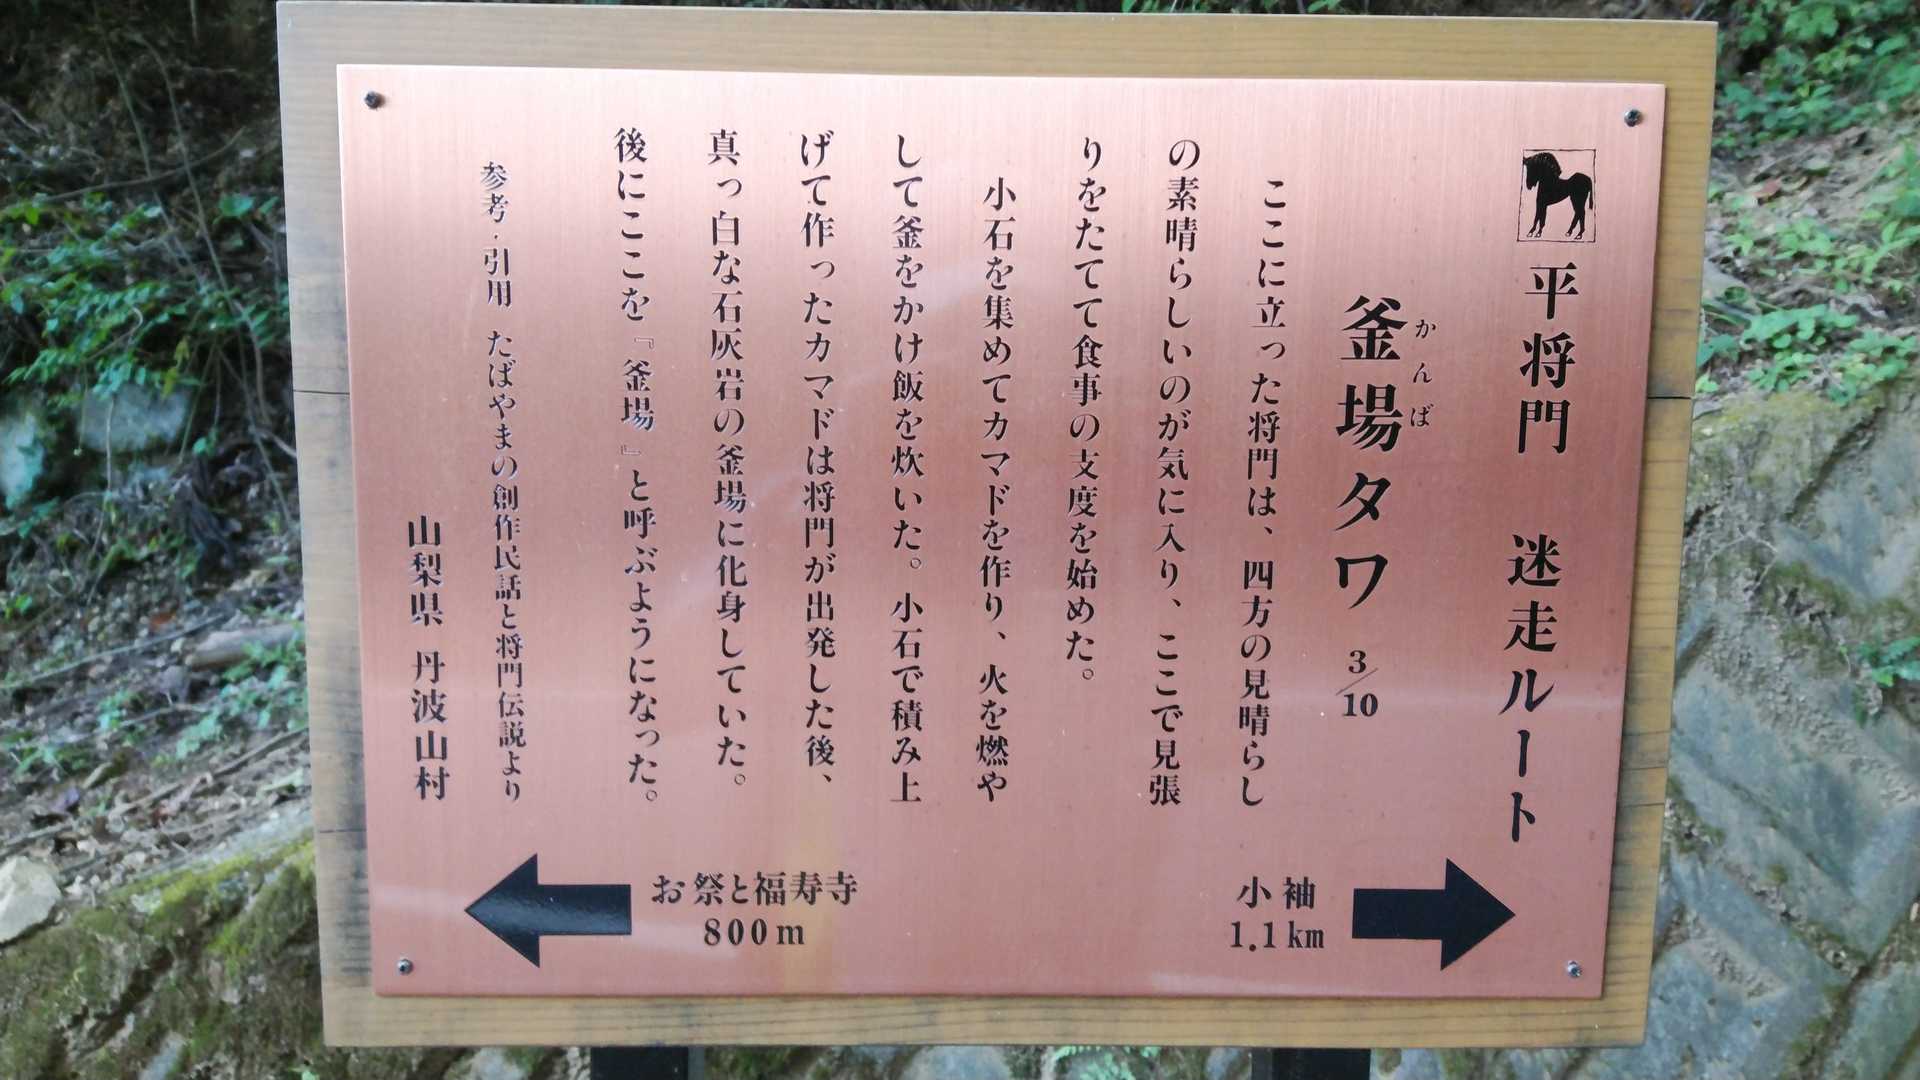 平将門　迷走ルート
釜場タワ 3/10
かんば
ここに立った将門は、四方の見晴らし
の素晴らしいのが気に入り、ここで見張
りをたてて食事の支度を始めた。
小石を集めてカマドを作り、火を燃や
して釜をかけ飯を炊いた。小石で積み上
げて作ったカマドは将門が出発した後、
真っ白な石灰岩の釜場に化身していた。
後にここを『釜場』と呼ぶようになった。
参考・引用　たばやまの創作民話と将門伝説より
山梨県 丹波山村
お祭と福寿寺
800m
小袖
1.1km